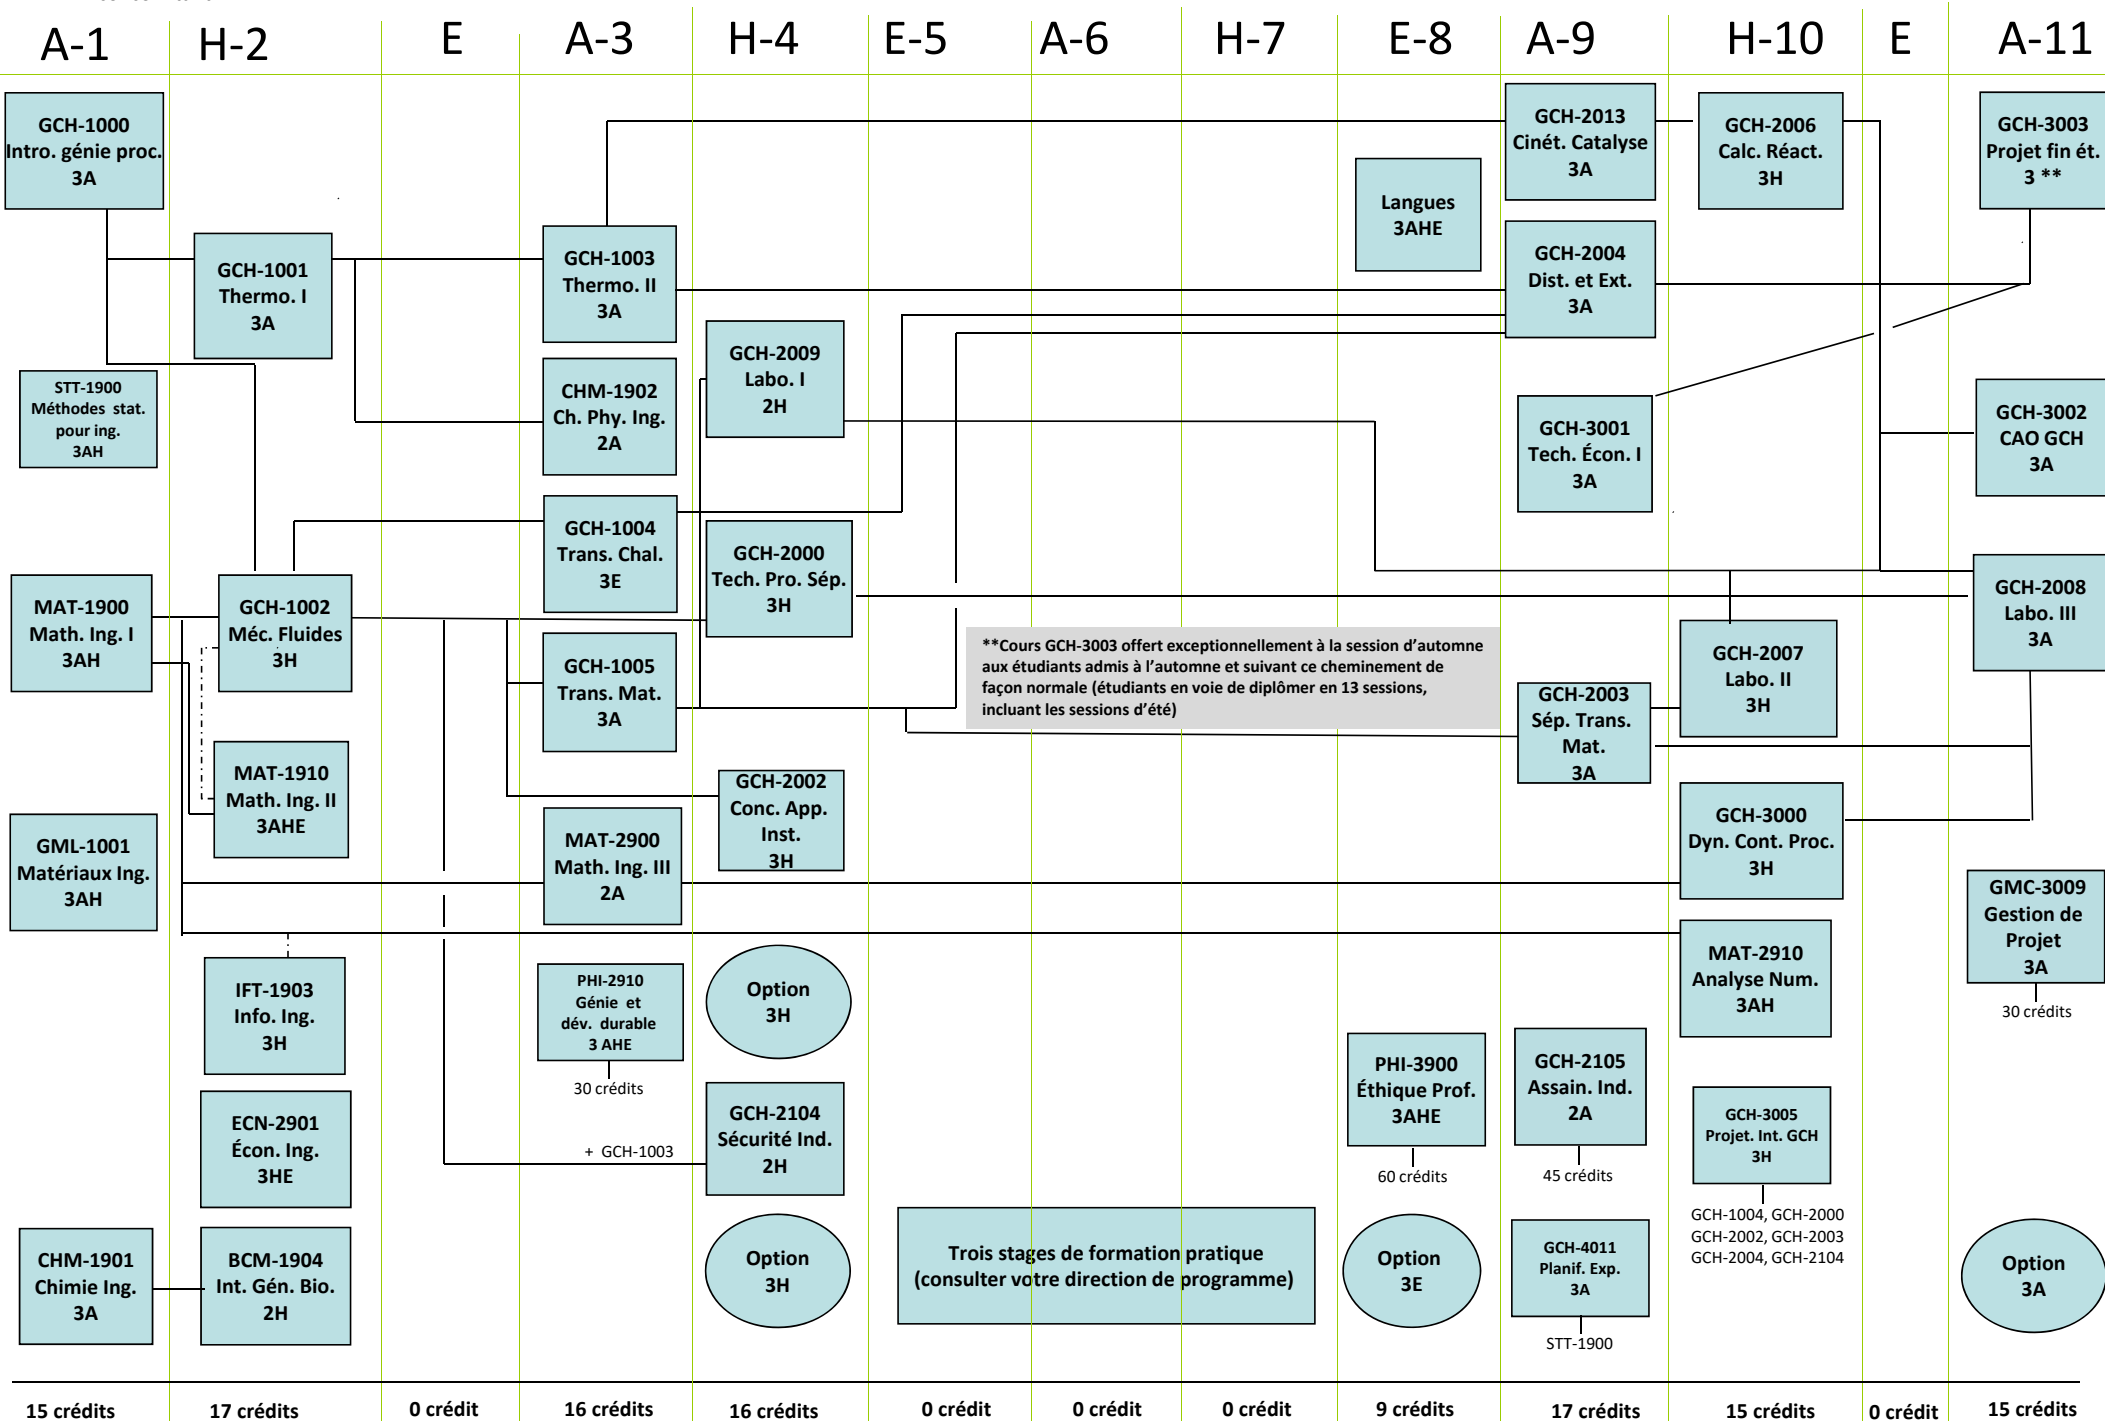 A-1
H-2
E
A-3
H-4
E-5
A-6
H-7
E-8
A-9
H-10
E
A-11
GCH-1000
Intro. génie proc.
3A
STT-1900
Méthodes stat.
pour ing.
3AH
MAT-1900
Math. Ing. I
3AH
GML-1001
Matériaux Ing.
3AH
CHM-1901
Chimie Ing.
3A
GCH-1001
Thermo. I
3A
GCH-1002
Méc. Fluides
3H
MAT-1910
Math. Ing. II
3AHE
IFT-1903
Info. Ing.
3H
ECN-2901
Écon. Ing.
3HE
BCM-1904
Int. Gén. Bio.
2H
GCH-1003
Thermo. II
3A
CHM-1902
Ch. Phy. Ing.
2A
GCH-1004
Trans. Chal.
3E
GCH-1005
Trans. Mat.
3A
MAT-2900
Math. Ing. III
2A
PHI-2910
Génie et
dév. durable
3 AHE
30 crédits
+ GCH-1003
GCH-2009
Labo. I
2H
GCH-2000
Tech. Pro. Sép.
3H
GCH-2002
Conc. App.
Inst.
3H
Option
3H
GCH-2104
Sécurité Ind.
2H
Option
3H
**Cours GCH-3003 offert exceptionnellement à la session d’automne
aux étudiants admis à l’automne et suivant ce cheminement de
façon normale (étudiants en voie de diplômer en 13 sessions,
incluant les sessions d’été)
Trois stages de formation pratique
(consulter votre direction de programme)
Langues
3AHE
PHI-3900
Éthique Prof.
3AHE
60 crédits
Option
3E
GCH-2013
Cinét. Catalyse
3A
GCH-2004
Dist. et Ext.
3A
GCH-3001
Tech. Écon. I
3A
GCH-2003
Sép. Trans.
Mat.
3A
GCH-2105
Assain. Ind.
2A
45 crédits
GCH-4011
Planif. Exp.
3A
STT-1900
GCH-2006
Calc. Réact.
3H
GCH-2007
Labo. II
3H
GCH-3000
Dyn. Cont. Proc.
3H
MAT-2910
Analyse Num.
3AH
GCH-3005
Projet. Int. GCH
3H
GCH-1004, GCH-2000
GCH-2002, GCH-2003
GCH-2004, GCH-2104
GCH-3003
Projet fin ét.
3 **
GCH-3002
CAO GCH
3A
GCH-2008
Labo. III
3A
GMC-3009
Gestion de
Projet
3A
30 crédits
Option
3A
15 crédits
17 crédits
0 crédit
16 crédits
16 crédits
0 crédit
0 crédit
0 crédit
9 crédits
17 crédits
15 crédits
0 crédit
15 crédits